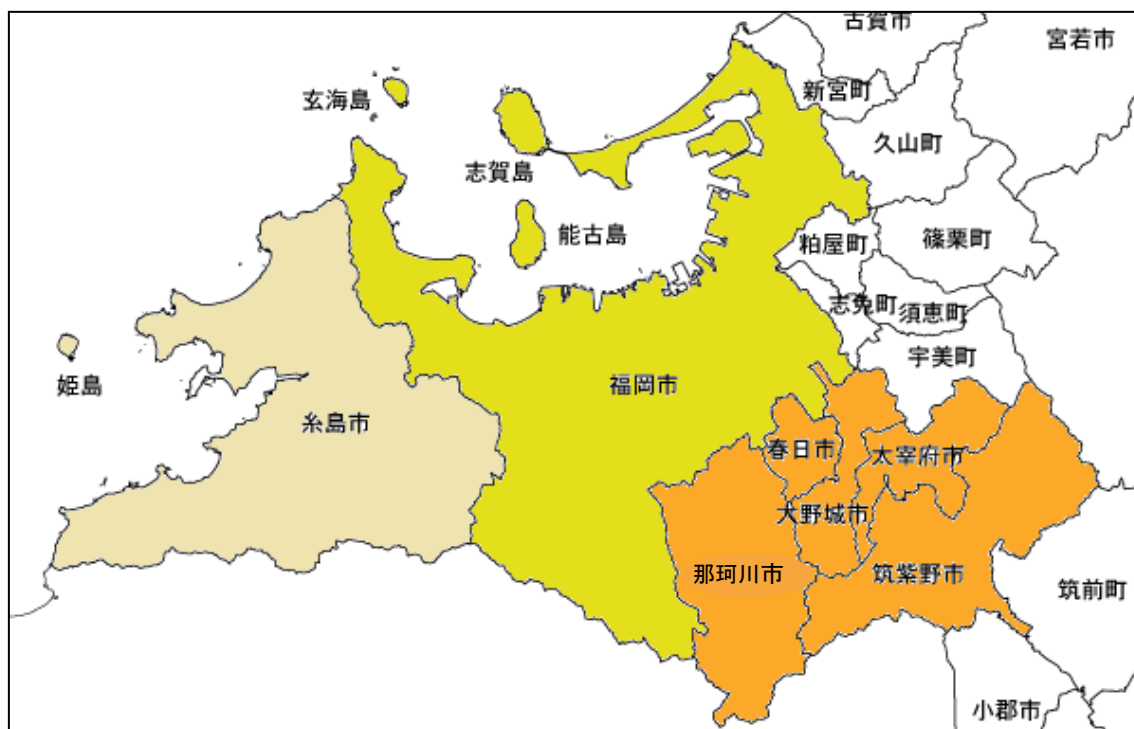 古賀市
宮若市
新宮町
玄海島
久山町
志賀島
能古島
粕屋町
篠栗町
志免町
須恵町
宇美町
姫島
福岡市
糸島市
春日市
太宰府市
大野城市
那珂川市
筑紫野市
筑前町
小郡市